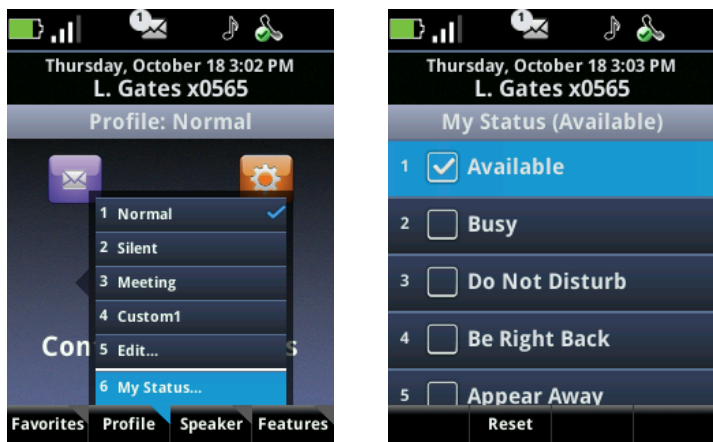 1
Thursday, October 18 3:02 PM
L. Gates x0565
Profile: Normal
1 Normal
2 Silent
3 Meeting
4 Custom1
Con
5 Edit...
s
6 My Status...
Favorites Profile Speaker Features
1
Thursday, October 18 3:03 PM
L. Gates x0565
My Status (Available)
1 Available
2 Busy
3 Do Not Disturb
4 Be Right Back
5 Appear Away
Reset